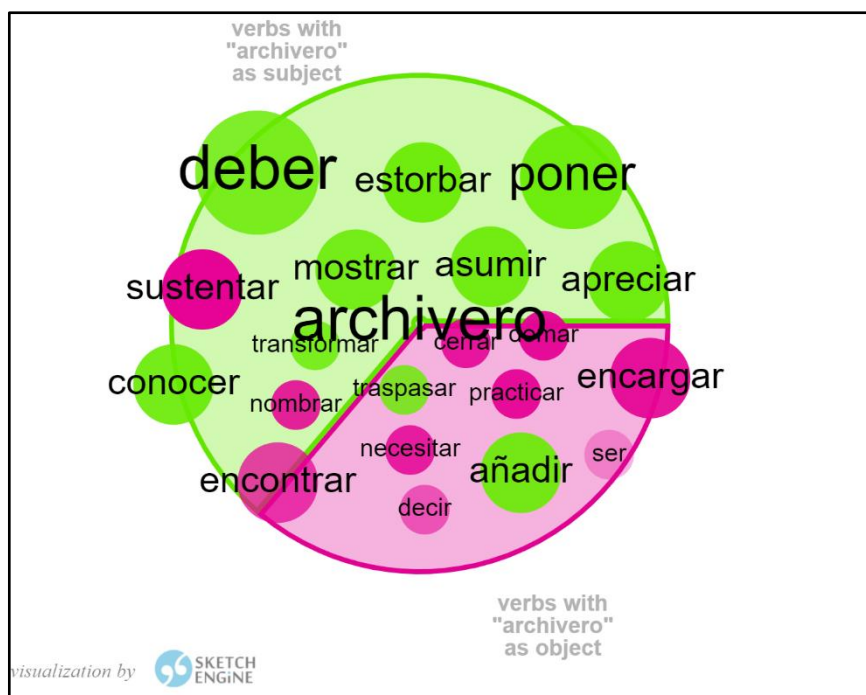 verbs with
"archivero"
as subject
deber
estorbar
poner
sustentar
mostrar
asumir
apreciar
archivero
transformar
cerrar
domar
conocer
nombrar
traspasar
practicar
encargar
encontrar
necesitar
añadir
ser
decir
verbs with
"archivero"
as object
visualization by
SKETCH
ENGINE